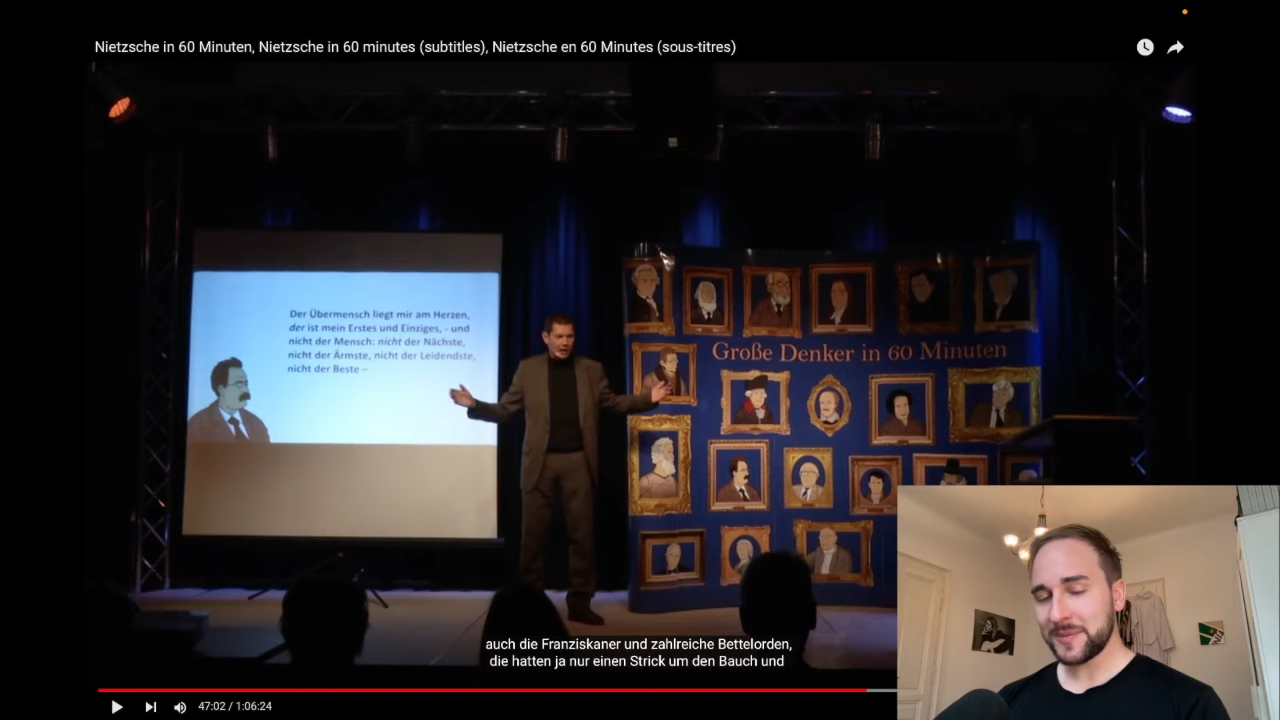 Nietzsche in 60 Minuten, Nietzsche in 60 minutes (subtitles), Nietzsche en 60 Minutes (sous-titres)
Der Übermensch liegt mir am Herzen,
der ist mein Erstes und Einziges, - und
nicht der Mensch: nicht der Nächste,
nicht der Ärmste, nicht der Leidendste,
nicht der Beste –
Große Denker in 60 Minuten
auch die Franziskaner und zahlreiche Bettelorden,
die hatten ja nur einen Strick um den Bauch und
47:02 / 1:06:24